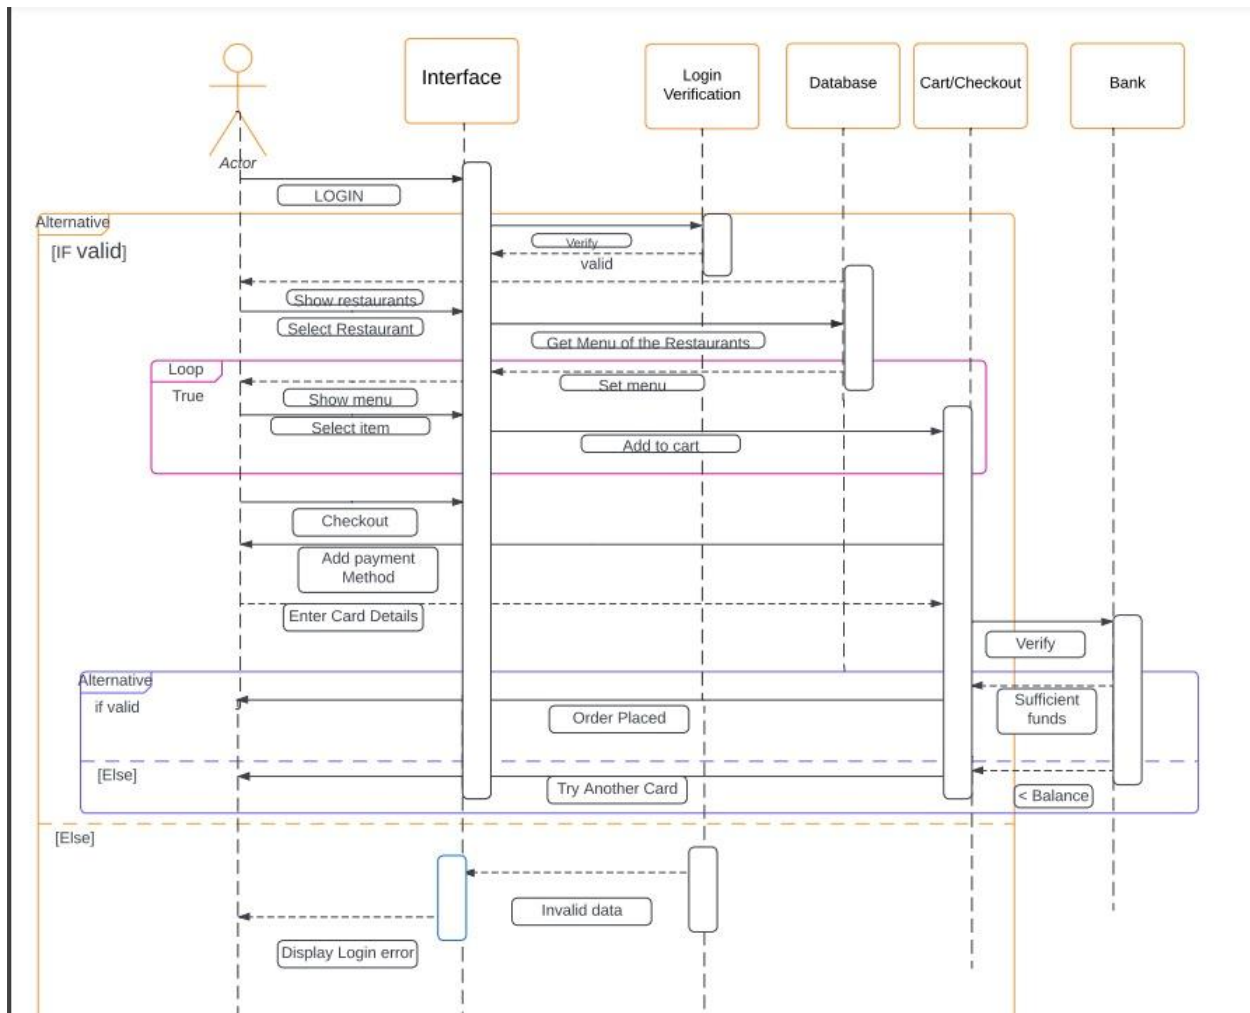 Interface
Login
Verification
Database
Cart/Checkout
Bank
Actor
LOGIN
Alternative
[IF valid]
Verify
valid
Show restaurants
Select Restaurant
Get Menu of the Restaurants
Loop
True
Set menu
Show menu
Select item
Add to cart
Checkout
Add payment
Method
Enter Card Details
Verify
Alternative
if valid
Sufficient
funds
Order Placed
[Else]
Try Another Card
< Balance
[Else]
Invalid data
Display Login error